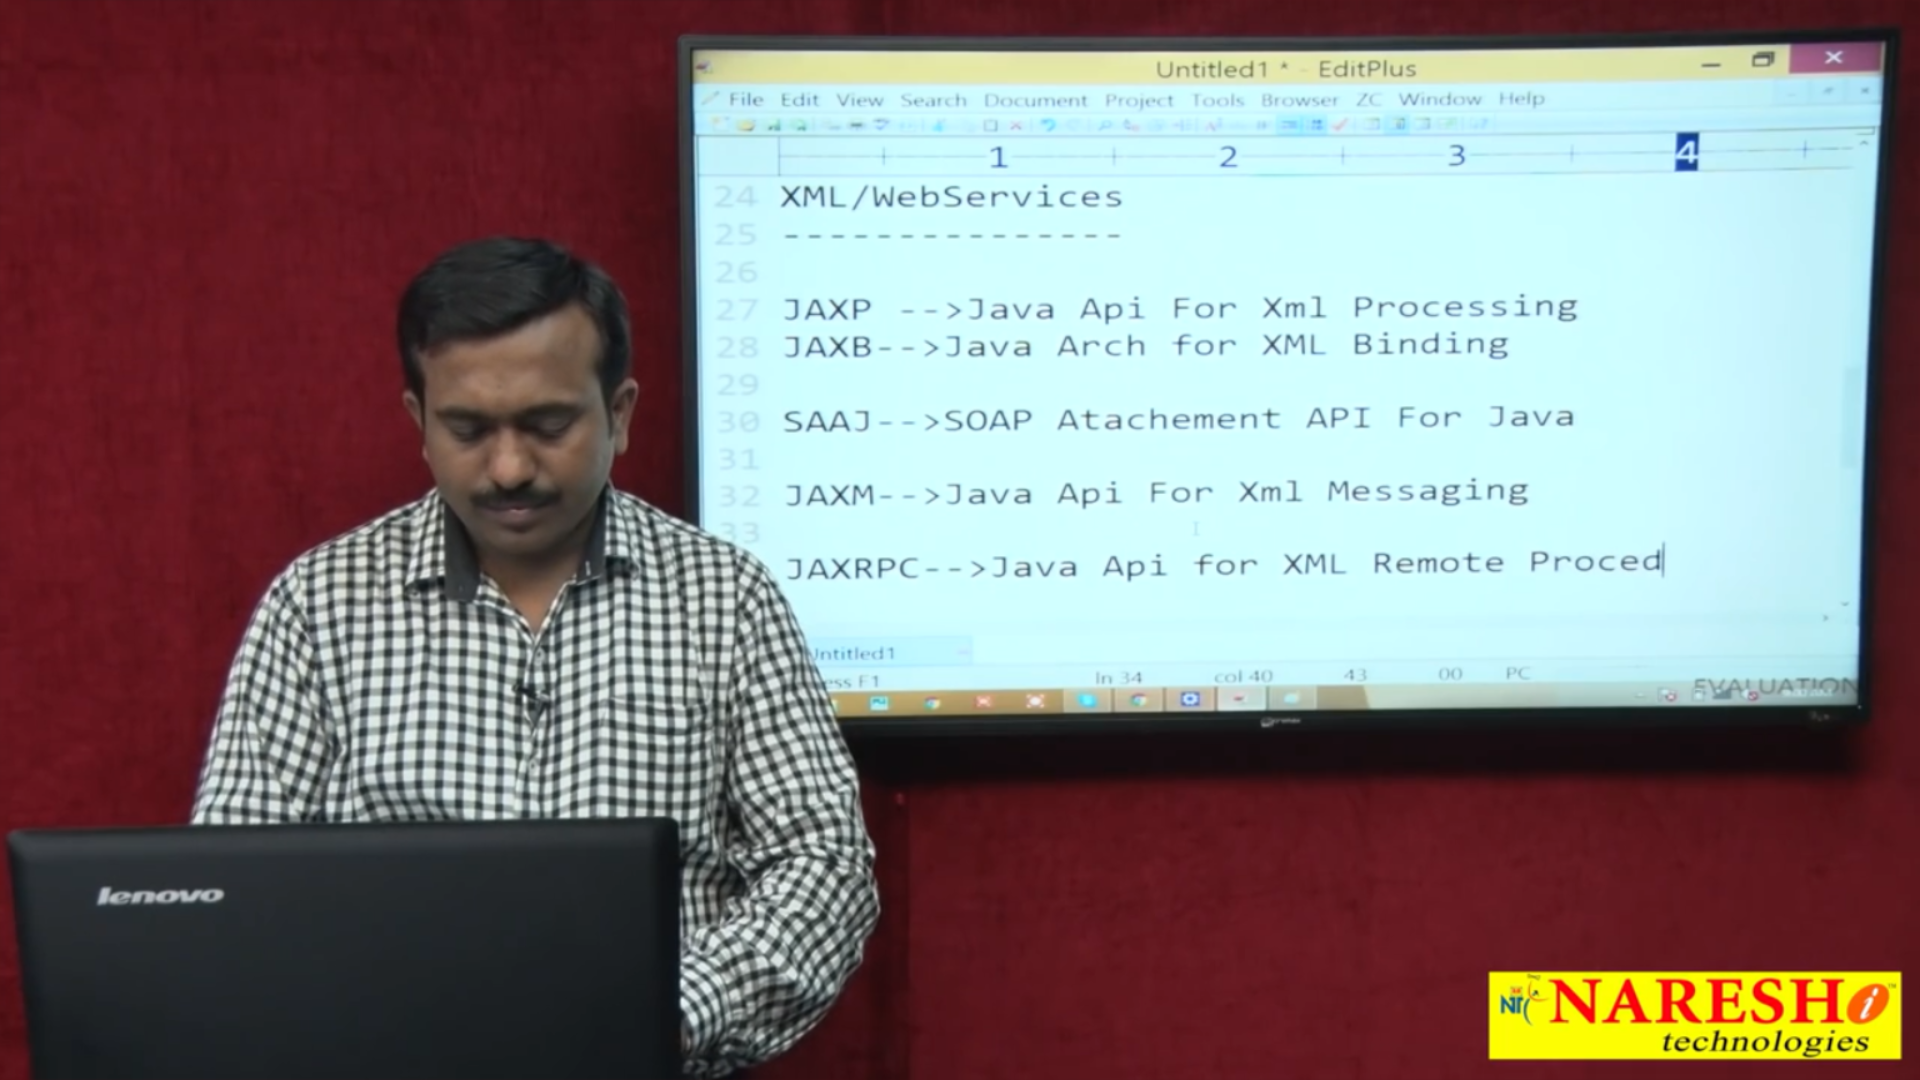 Untitled1 * - EditPlus
File Edit View Search Document Project Tools Browser ZC Window Help
1 2 3 4
24 XML/WebServices
25 ---------------
26
27 JAXP -->Java Api For Xml Processing
28 JAXB-->Java Arch for XML Binding
29
30 SAAJ-->SOAP Atachement API For Java
31
32 JAXM-->Java Api For Xml Messaging
33
JAXRPC-->Java Api for XML Remote Proced
Untitled1
ess F1 ln 34 col 40 43 00 PC
EVALUATION
lenovo
NARESH i
technologies